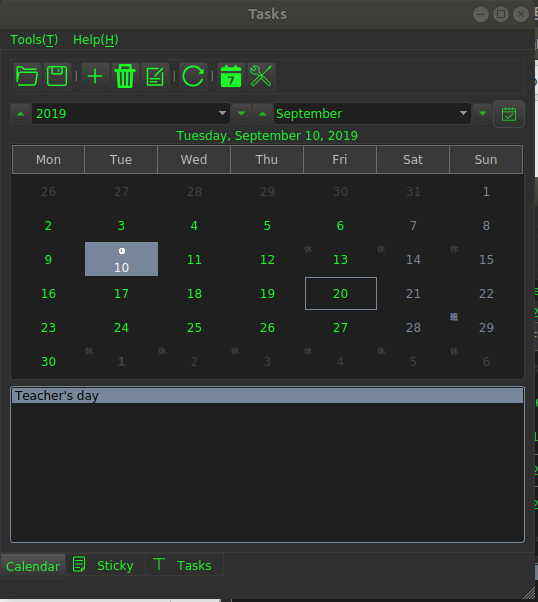 Tasks
Tools(T) Help(H)
7
2019 September
Tuesday, September 10, 2019
Mon Tue Wed Thu Fri Sat Sun
26 27 28 29 30 31 1
2 3 4 5 6 7 8
休 休 休
9 10 11 12 13 14 15
16 17 18 19 20 21 22
班
23 24 25 26 27 28 29
休 休 休 休 休 休
30 1 2 3 4 5 6
Teacher's day
Calendar Sticky Tasks